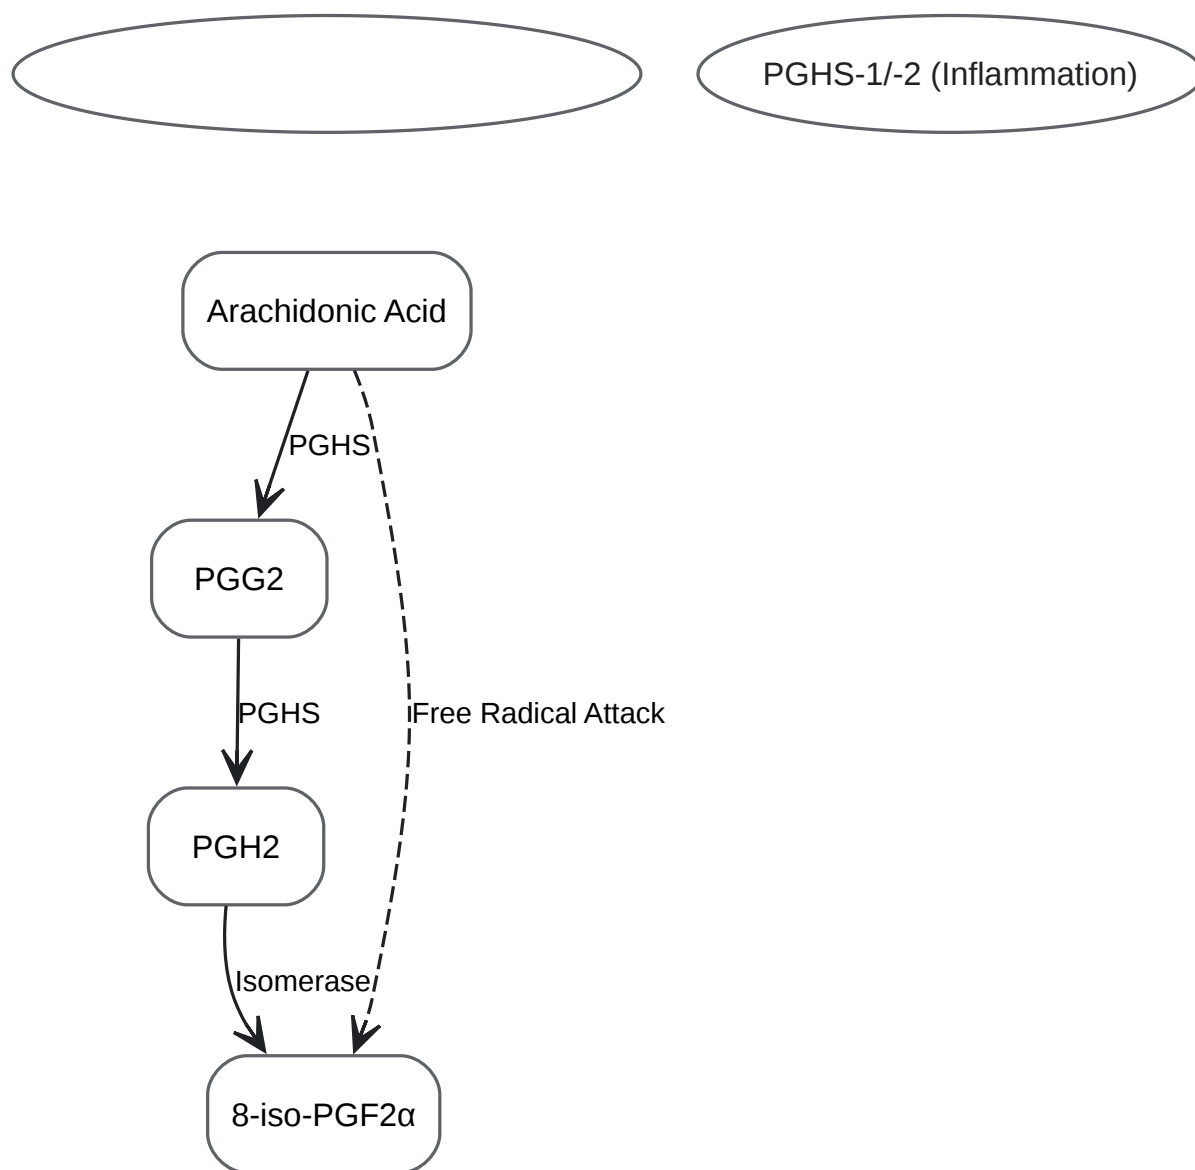 PGHS-1/-2 (Inflammation)
Arachidonic Acid
PGHS
PGG2
PGHS
Free Radical Attack
PGH2
Isomerase
8-iso-PGF2α